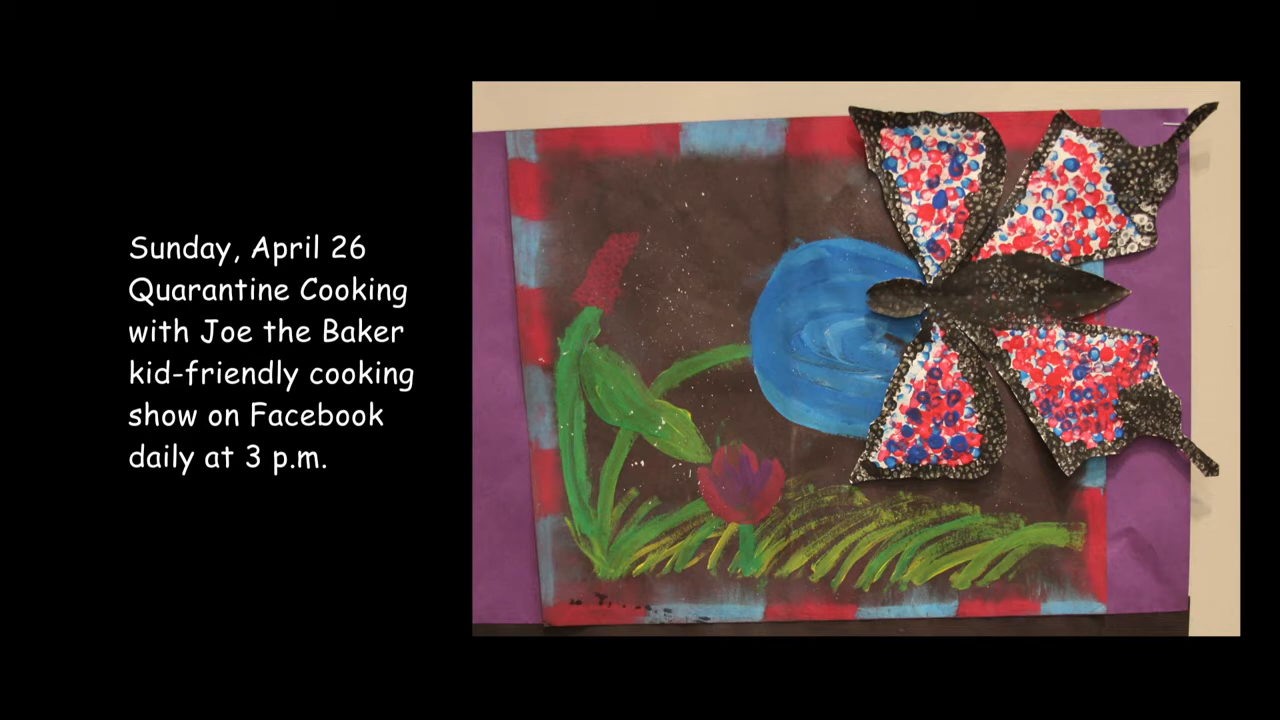 Sunday, April 26
Quarantine Cooking
with Joe the Baker
kid-friendly cooking
show on Facebook
daily at 3 p.m.